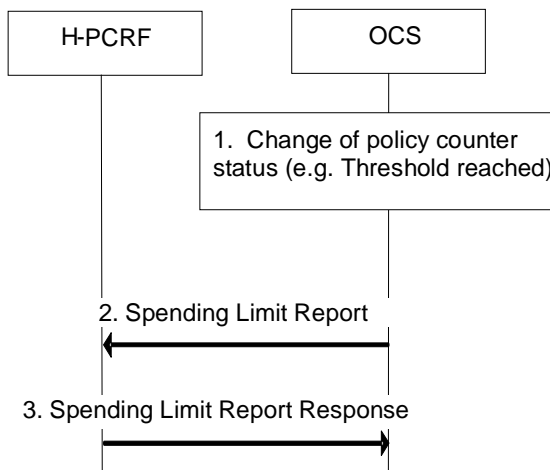 H-PCRF
OCS
1. Change of policy counter
status (e.g. Threshold reached)
2. Spending Limit Report
3. Spending Limit Report Response